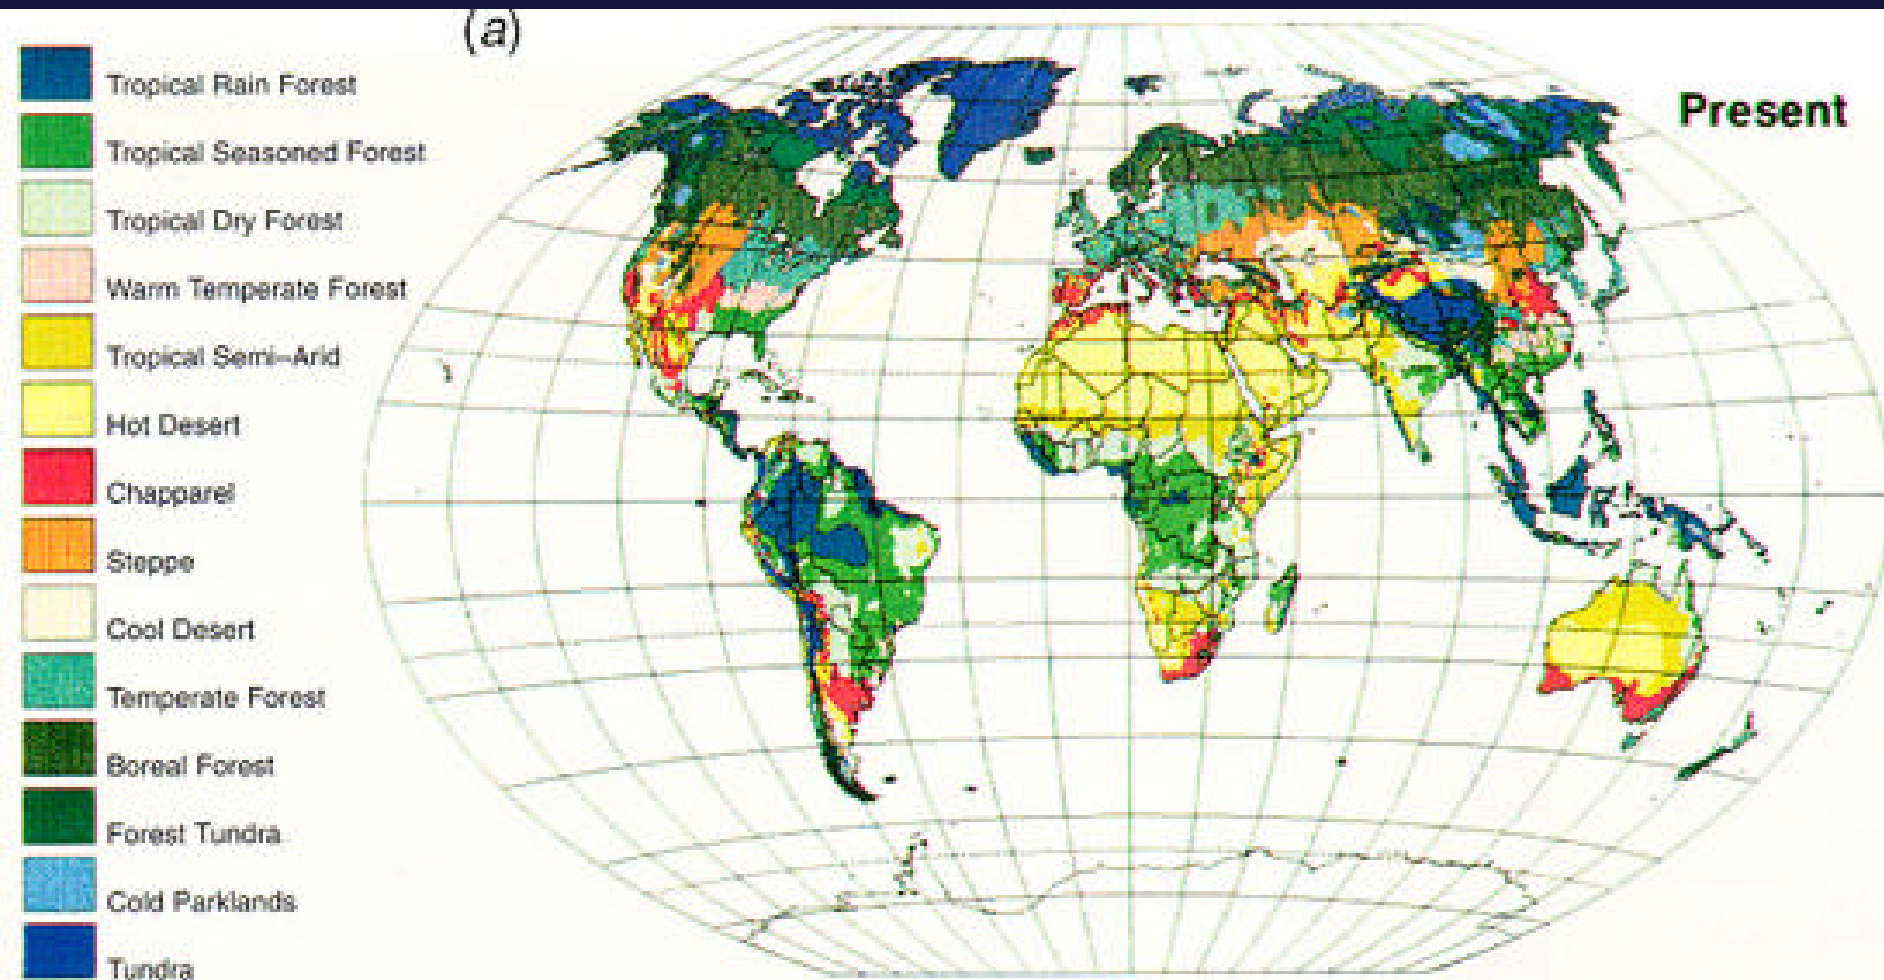 (a)
Present
Tropical Rain Forest
Tropical Seasoned Forest
Tropical Dry Forest
Warm Temperate Forest
Tropical Semi-Arid
Hot Desert
Chapparel
Steppe
Cool Desert
Temperate Forest
Boreal Forest
Forest Tundra
Cold Parklands
Tundra